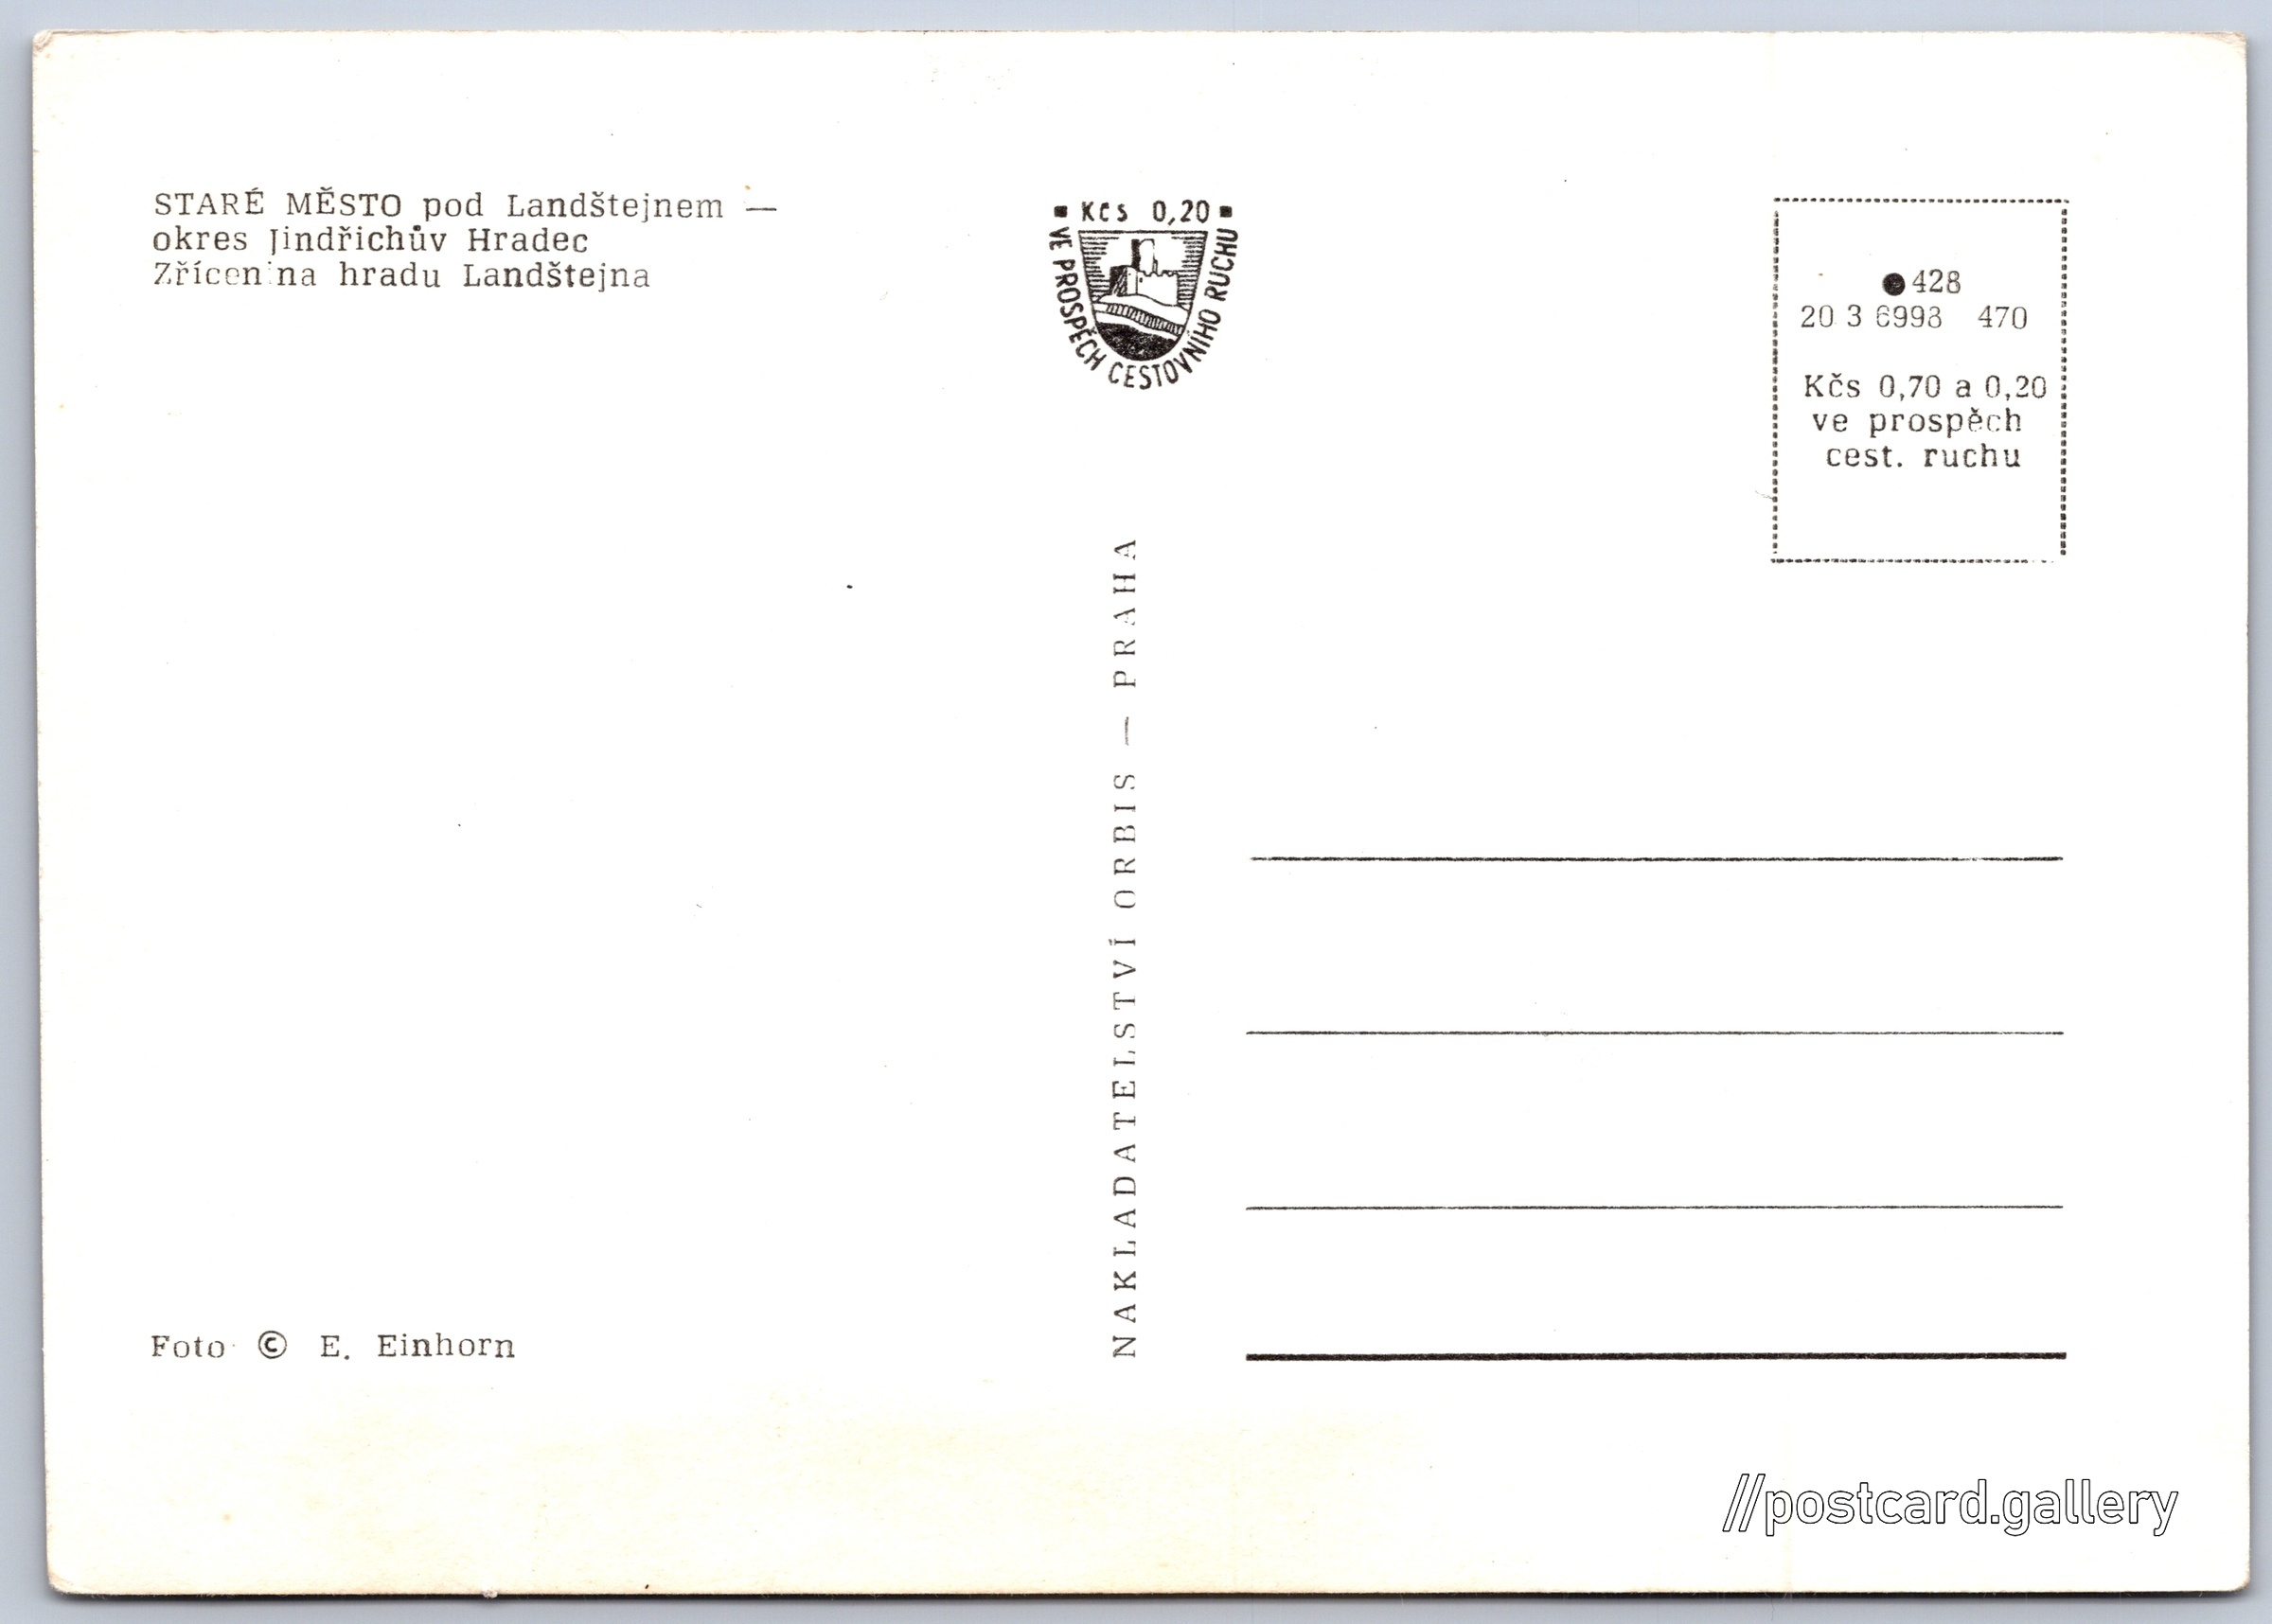 STARÉ MĚSTO pod Landštejnem —
okres Jindřichův Hradec
Zřícenina hradu Landštejna
▪ Kčs 0,20 ▪
VE PROSPĚCH CESTOVNÍHO RUCHU
●428
20 3 6998 470
Kčs 0,70 a 0,20
ve prospěch
cest. ruchu
NAKLADATELSTVÍ ORBIS — PRAHA
Foto © E. Einhorn
//postcard.gallery